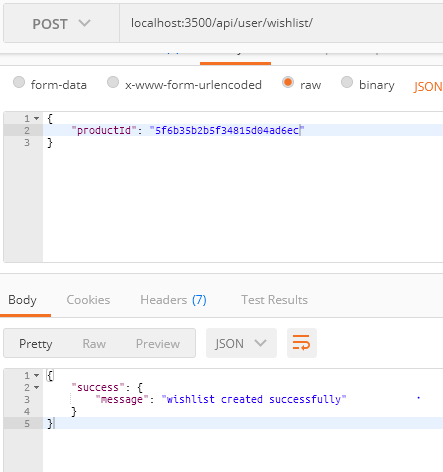 POST localhost:3500/api/user/wishlist/
form-data x-www-form-urlencoded raw binary JSON
1 {
2 "productId": "5f6b35b2b5f34815d04ad6ec"
3 }
Body Cookies Headers (7) Test Results
Pretty Raw Preview JSON
1 {
2 "success": {
3 "message": "wishlist created successfully"
4 }
5 }